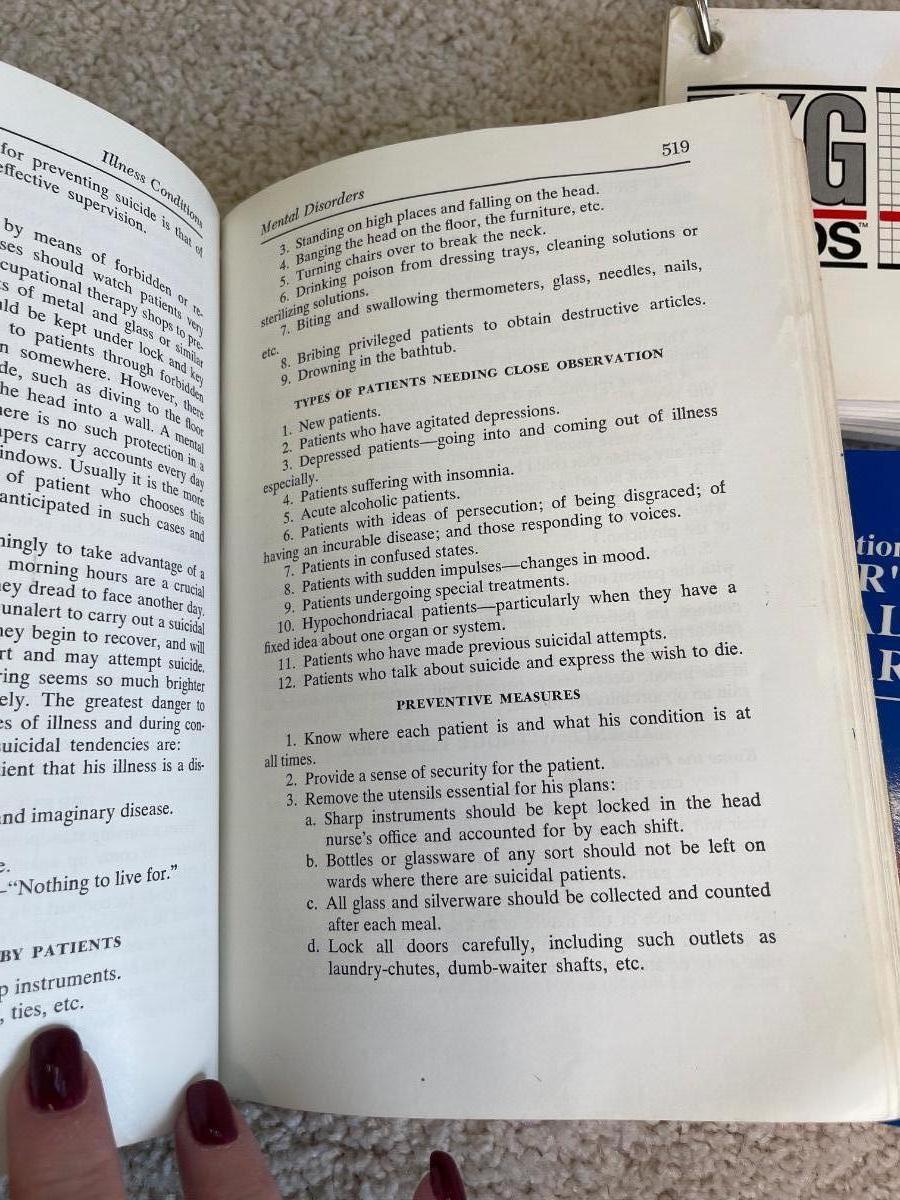 Illness Conditions
for preventing suicide is that of
effective supervision.
by means of forbidden or re-
ses should watch patients very
cupational therapy shops to pre-
s of metal and glass or similar
ld be kept under lock and key
to patients through forbidden
n somewhere. However, there
de, such as diving to the floor
he head into a wall. A mental
ere is no such protection in a
pers carry accounts every day
indows. Usually it is the more
of patient who chooses this
anticipated in such cases and
ningly to take advantage of a
morning hours are a crucial
ey dread to face another day.
unalert to carry out a suicidal
hey begin to recover, and will
rt and may attempt suicide.
ring seems so much brighter
ely. The greatest danger to
es of illness and during con-
suicidal tendencies are:
ient that his illness is a dis-
nd imaginary disease.
e.
—“Nothing to live for.”
BY PATIENTS
p instruments.
, ties, etc.
Mental Disorders 519
3. Standing on high places and falling on the head.
4. Banging the head on the floor, the furniture, etc.
5. Turning chairs over to break the neck.
6. Drinking poison from dressing trays, cleaning solutions or
sterilizing solutions.
7. Biting and swallowing thermometers, glass, needles, nails,
etc.
8. Bribing privileged patients to obtain destructive articles.
9. Drowning in the bathtub.
TYPES OF PATIENTS NEEDING CLOSE OBSERVATION
1. New patients.
2. Patients who have agitated depressions.
3. Depressed patients—going into and coming out of illness
especially.
4. Patients suffering with insomnia.
5. Acute alcoholic patients.
6. Patients with ideas of persecution; of being disgraced; of
having an incurable disease; and those responding to voices.
7. Patients in confused states.
8. Patients with sudden impulses—changes in mood.
9. Patients undergoing special treatments.
10. Hypochondriacal patients—particularly when they have a
fixed idea about one organ or system.
11. Patients who have made previous suicidal attempts.
12. Patients who talk about suicide and express the wish to die.
PREVENTIVE MEASURES
1. Know where each patient is and what his condition is at
all times.
2. Provide a sense of security for the patient.
3. Remove the utensils essential for his plans:
a. Sharp instruments should be kept locked in the head
nurse's office and accounted for by each shift.
b. Bottles or glassware of any sort should not be left on
wards where there are suicidal patients.
c. All glass and silverware should be collected and counted
after each meal.
d. Lock all doors carefully, including such outlets as
laundry-chutes, dumb-waiter shafts, etc.
KG
DS™
tion
R'
AL
R